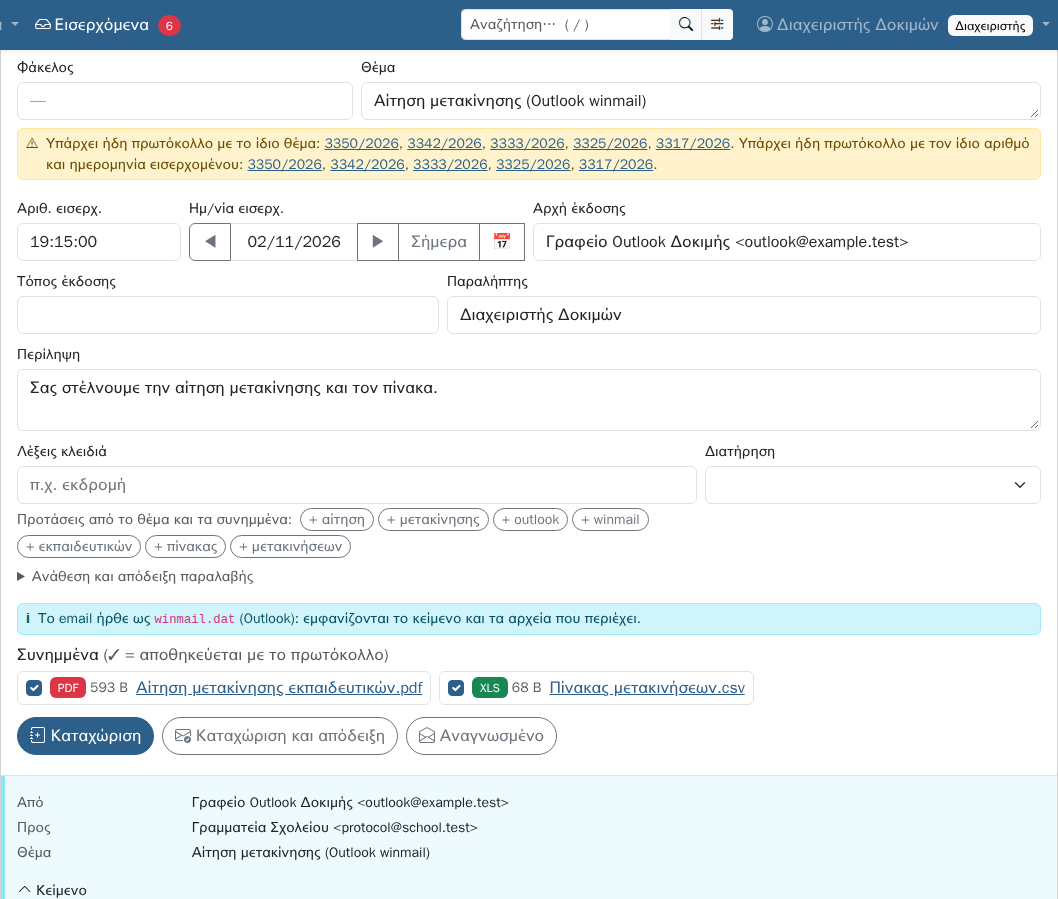 Εισερχόμενα 6 Αναζήτηση… ( / ) Διαχειριστής Δοκιμών Διαχειριστής
Φάκελος Θέμα
— Αίτηση μετακίνησης (Outlook winmail)
⚠ Υπάρχει ήδη πρωτόκολλο με το ίδιο θέμα: 3350/2026, 3342/2026, 3333/2026, 3325/2026, 3317/2026. Υπάρχει ήδη πρωτόκολλο με τον ίδιο αριθμό
και ημερομηνία εισερχομένου: 3350/2026, 3342/2026, 3333/2026, 3325/2026, 3317/2026.
Αριθ. εισερχ. Ημ/νία εισερχ. Αρχή έκδοσης
19:15:00 ◀ 02/11/2026 ▶ Σήμερα 📅 Γραφείο Outlook Δοκιμής <outlook@example.test>
Τόπος έκδοσης Παραλήπτης
Διαχειριστής Δοκιμών
Περίληψη
Σας στέλνουμε την αίτηση μετακίνησης και τον πίνακα.
Λέξεις κλειδιά Διατήρηση
π.χ. εκδρομή
Προτάσεις από το θέμα και τα συνημμένα: + αίτηση + μετακίνησης + outlook + winmail
+ εκπαιδευτικών + πίνακας + μετακινήσεων
▶ Ανάθεση και απόδειξη παραλαβής
ℹ Το email ήρθε ως winmail.dat (Outlook): εμφανίζονται το κείμενο και τα αρχεία που περιέχει.
Συνημμένα (✓ = αποθηκεύεται με το πρωτόκολλο)
PDF 593 B Αίτηση μετακίνησης εκπαιδευτικών.pdf XLS 68 B Πίνακας μετακινήσεων.csv
Καταχώριση Καταχώριση και απόδειξη Αναγνωσμένο
Από Γραφείο Outlook Δοκιμής <outlook@example.test>
Προς Γραμματεία Σχολείου <protocol@school.test>
Θέμα Αίτηση μετακίνησης (Outlook winmail)
Κείμενο